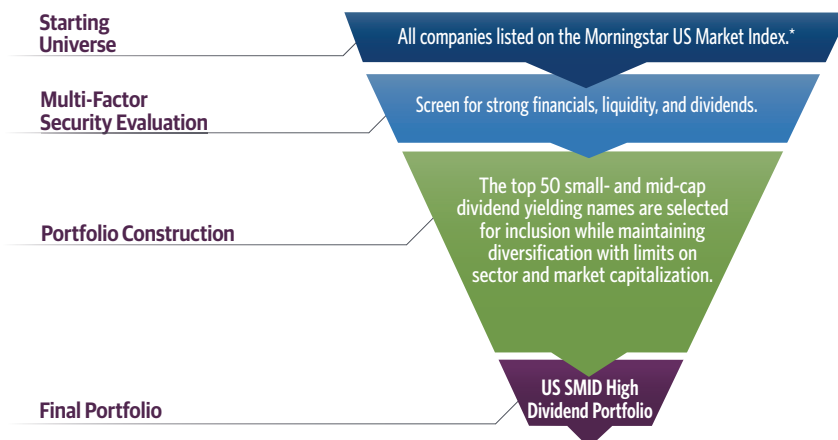 Starting
Universe
All companies listed on the Morningstar US Market Index.*
Multi-Factor
Security Evaluation
Screen for strong financials, liquidity, and dividends.
Portfolio Construction
The top 50 small- and mid-cap
dividend yielding names are selected
for inclusion while maintaining
diversification with limits on
sector and market capitalization.
Final Portfolio
US SMID High
Dividend Portfolio